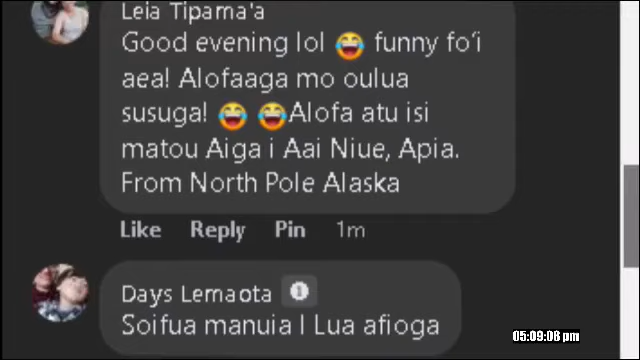 Leia Tipama'a
Good evening lol 😂 funny fo'i
aea! Alofaaga mo oulua
susuga! 😂 😂Alofa atu isi
matou Aiga i Aai Niue, Apia.
From North Pole Alaska
Like Reply Pin 1m
Days Lemaota
Soifua manuia l Lua afioga
05:09:08 pm